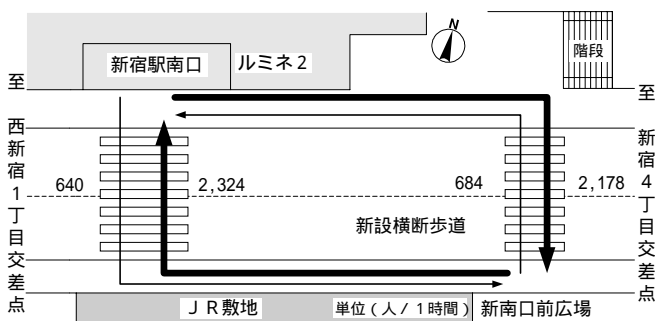 N
新宿駅南口
ルミネ2
階段
至
西新宿1丁目交差点
至
新宿4丁目交差点
640
2,324
684
2,178
新設横断歩道
JR敷地
単位(人/1時間)
新南口前広場